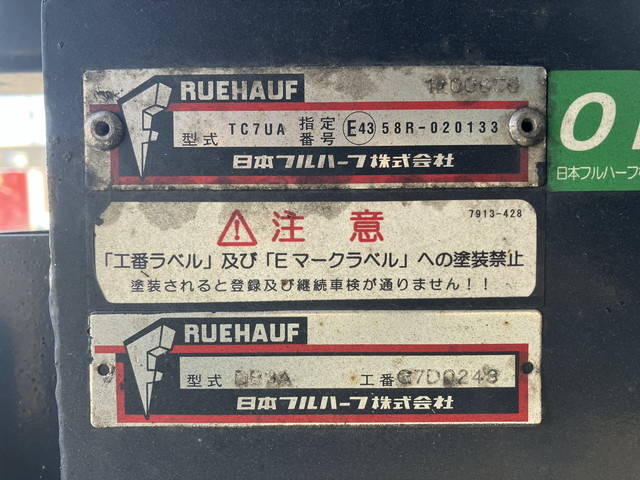 RUEHAUF
型式 TC7UA 指定番号 E43 58R-020133
日本フルハーフ株式会社
O
日本フルハーフ
7913-428
注意
「工番ラベル」及び「Eマークラベル」への塗装禁止
塗装されると登録及び継続車検が通りません!!
RUEHAUF
型式 工番 G7D0248
日本フルハーフ株式会社